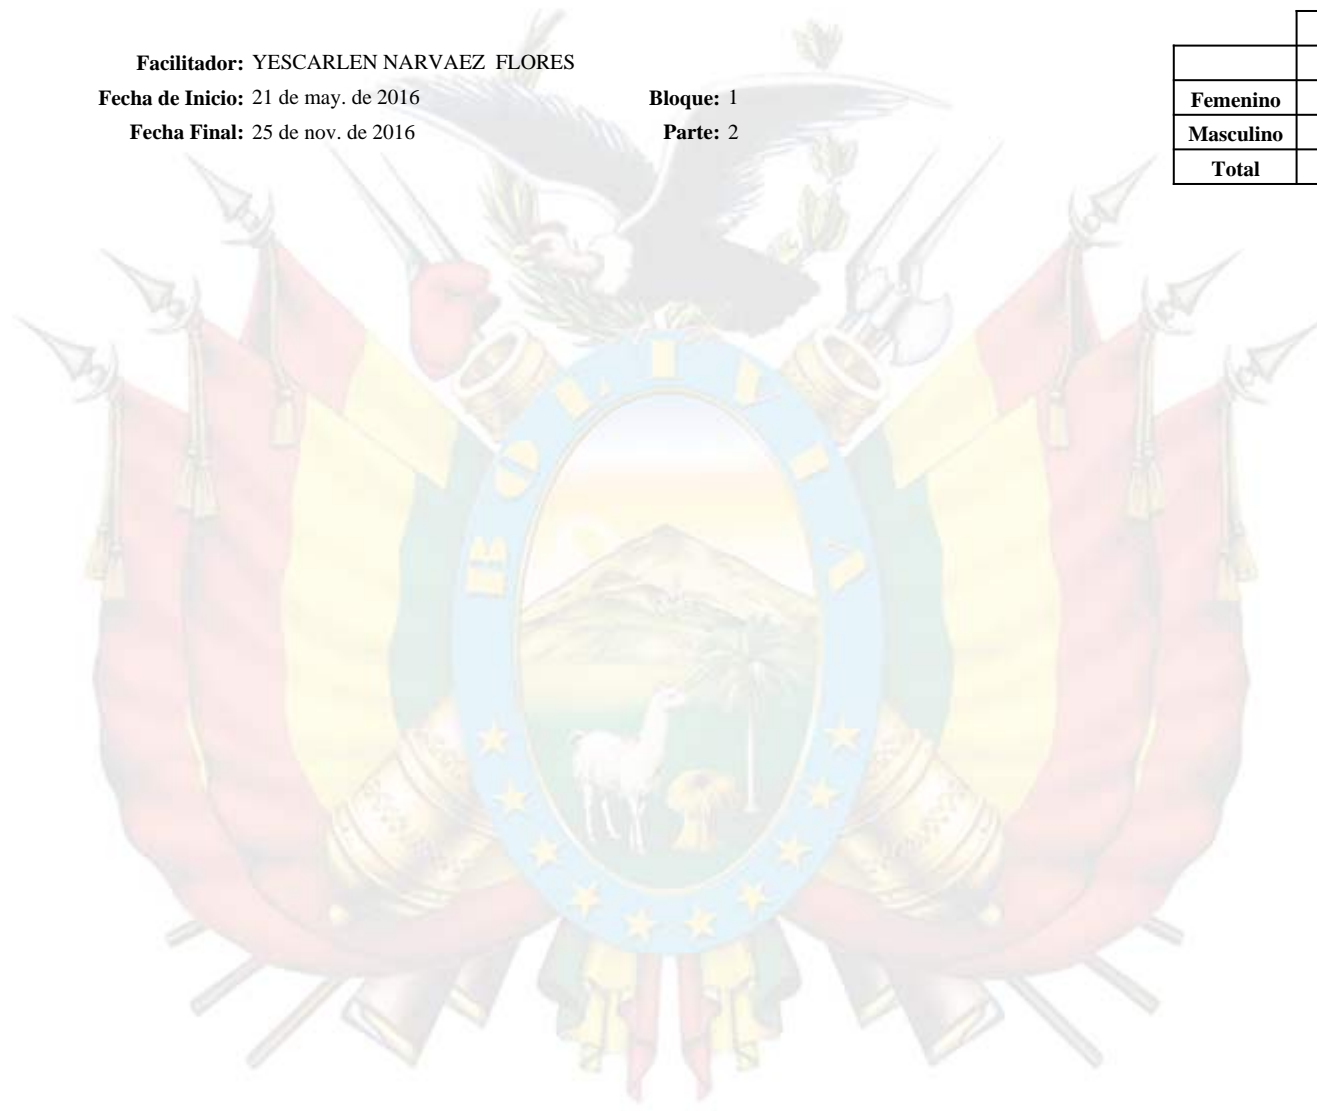 Facilitador: YESCARLEN NARVAEZ FLORES
Fecha de Inicio: 21 de may. de 2016 Bloque: 1
Fecha Final: 25 de nov. de 2016 Parte: 2
Femenino
Masculino
Total
BOLIVIA